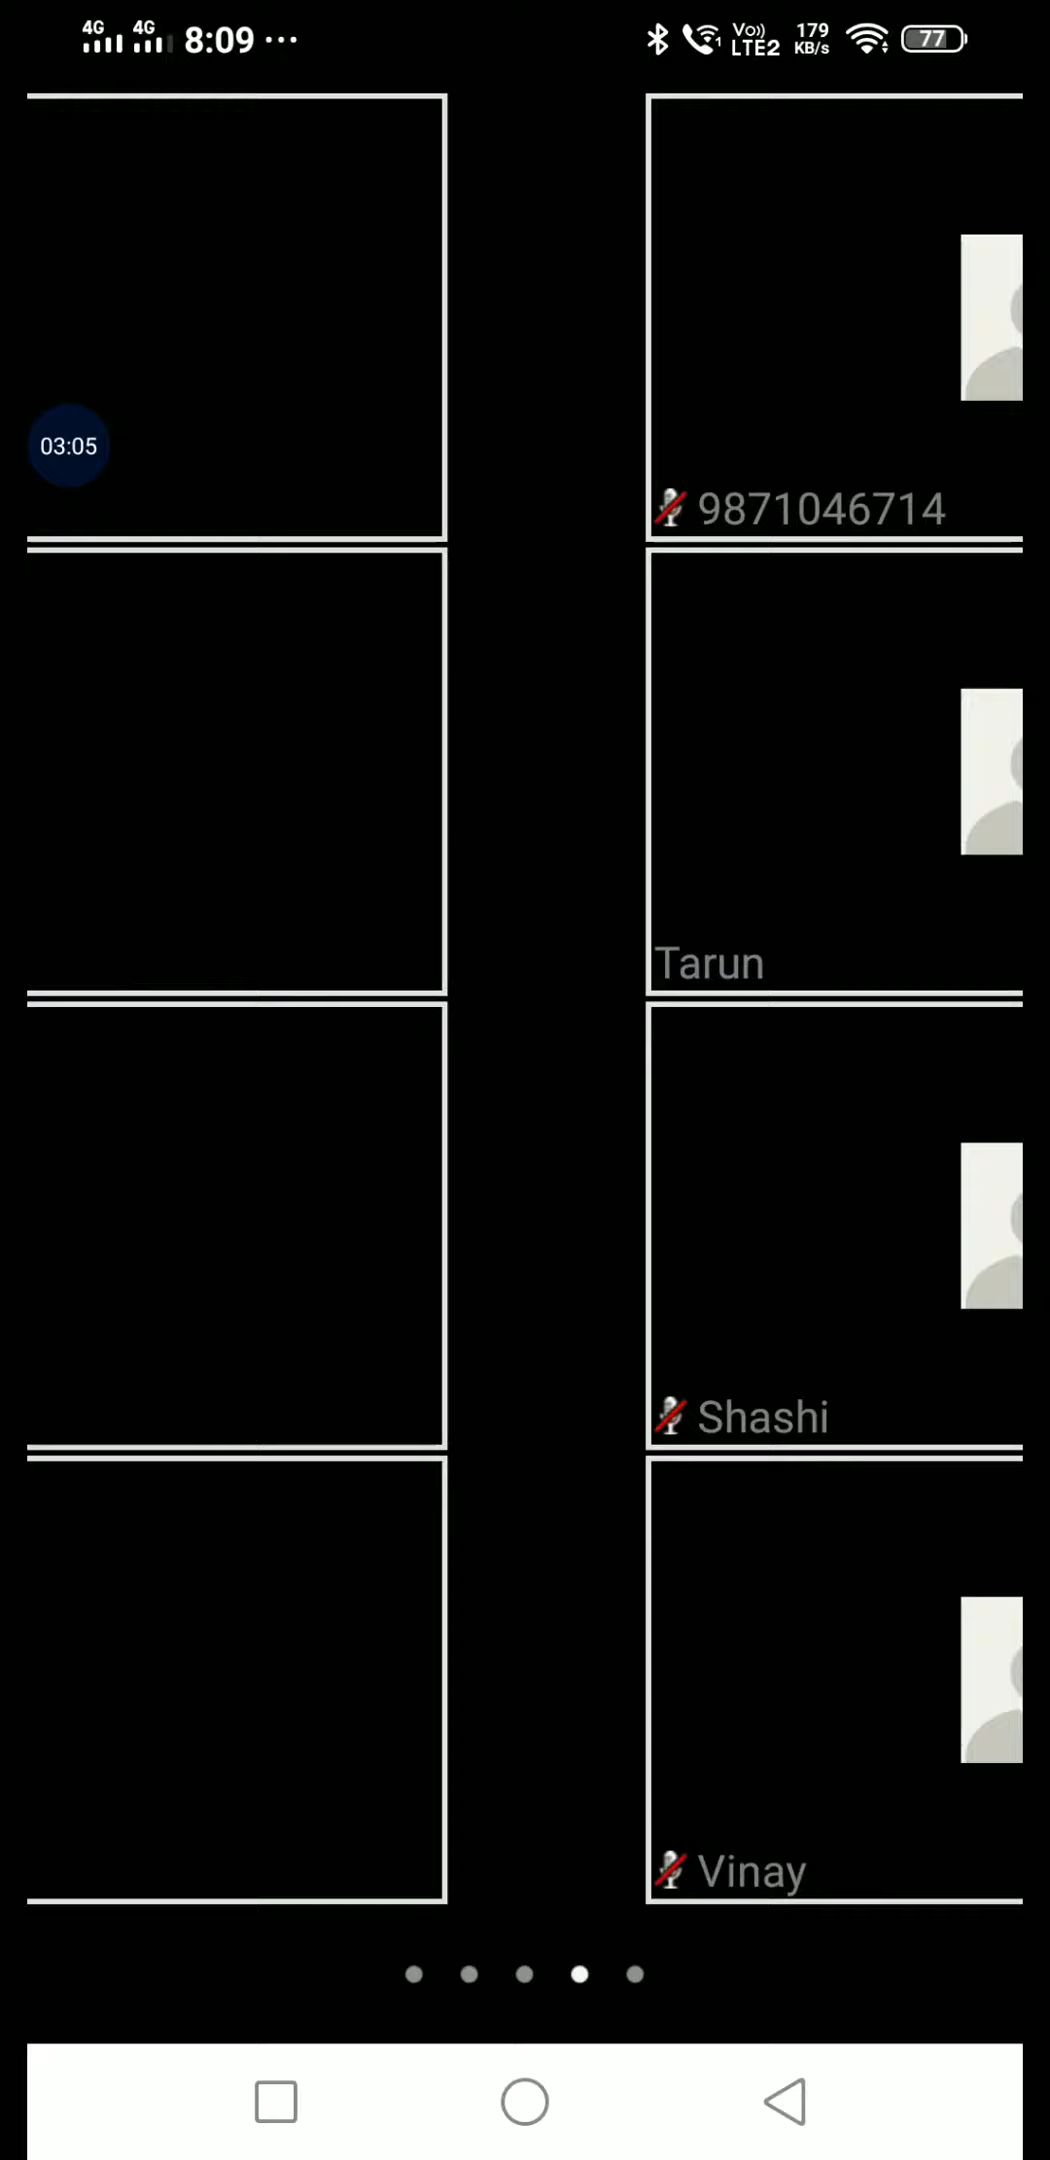 4G 4G 8:09 ... Vo)) LTE2 179 KB/s 77
03:05
9871046714
Tarun
Shashi
Vinay